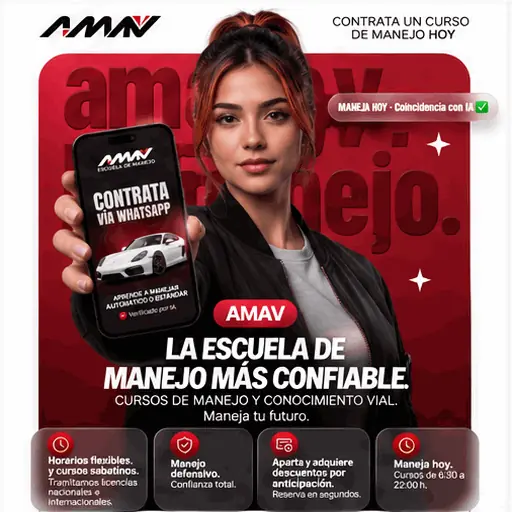 AMAV
CONTRATA UN CURSO
DE MANEJO HOY
amav.
nejo.
MANEJA HOY - Coincidencia con IA ✅
AMAV
ESCUELA DE MANEJO
CONTRATA
VÍA WHATSAPP
APRENDE A MANEJAR
AUTOMÁTICO O ESTÁNDAR
Verificado por IA
AMAV
LA ESCUELA DE
MANEJO MÁS CONFIABLE.
CURSOS DE MANEJO Y CONOCIMIENTO VIAL.
Maneja tu futuro.
Horarios flexibles,
y cursos sabatinos.
Tramitamos licencias
nacionales e
internacionales.
Manejo
defensivo.
Confianza total.
Aparta y adquiere
descuentos por
anticipación.
Reserva en segundos.
Maneja hoy.
Cursos de 6:30 a
22:00 h.